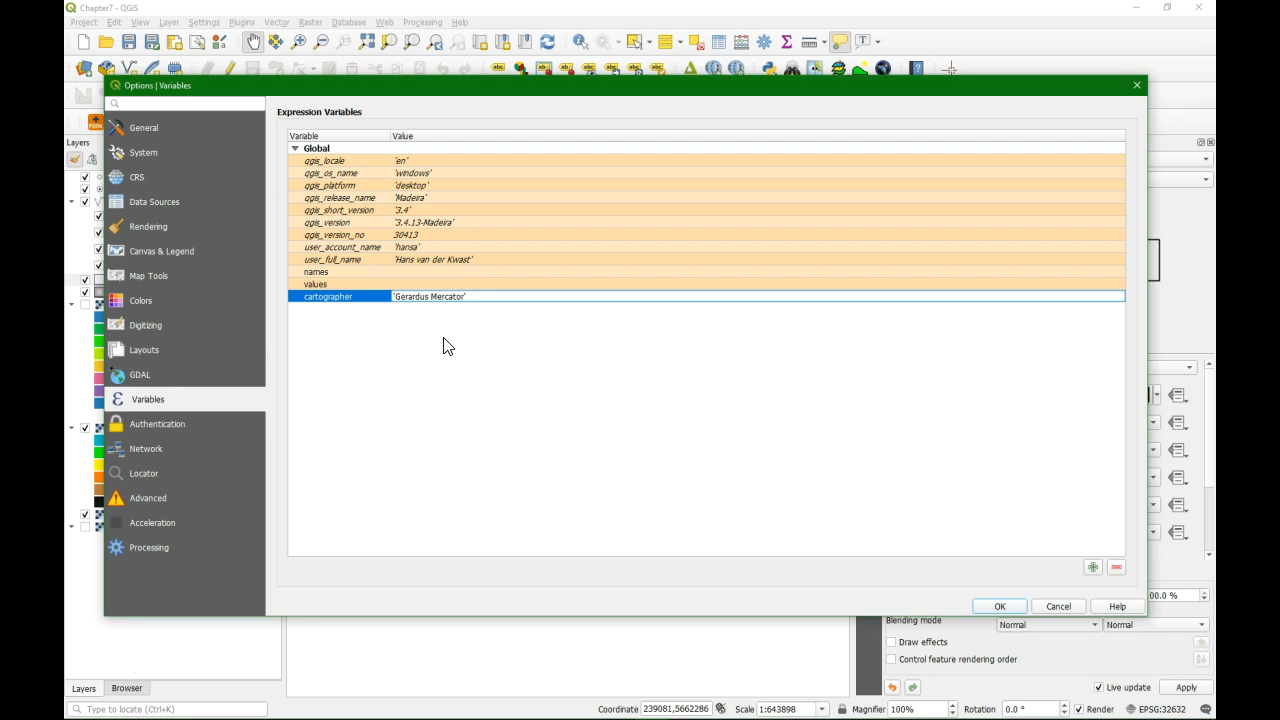 Chapter7 - QGIS
Project Edit View Layer Settings Plugins Vector Raster Database Web Processing Help
Options | Variables
Layers
General
System
CRS
Data Sources
Rendering
Canvas & Legend
Map Tools
Colors
Digitizing
Layouts
GDAL
Variables
Authentication
Network
Locator
Advanced
Acceleration
Processing
Expression Variables
Variable Value
Global
qgis_locale 'en'
qgis_os_name 'windows'
qgis_platform 'desktop'
qgis_release_name 'Madeira'
qgis_short_version '3.4'
qgis_version '3.4.13-Madeira'
qgis_version_no 30413
user_account_name 'hansa'
user_full_name 'Hans van der Kwast'
names
values
cartographer 'Gerardus Mercator'
OK Cancel Help
00.0 %
Blending mode Normal Normal
Draw effects
Control feature rendering order
Layers Browser
Live update Apply
Type to locate (Ctrl+K)
Coordinate 239081,5662286 Scale 1:643898 Magnifier 100% Rotation 0.0 ° Render EPSG:32632